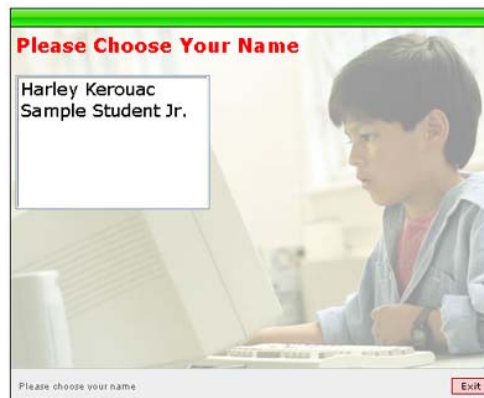 Please Choose Your Name
Harley Kerouac
Sample Student Jr.
Please choose your name
Exit